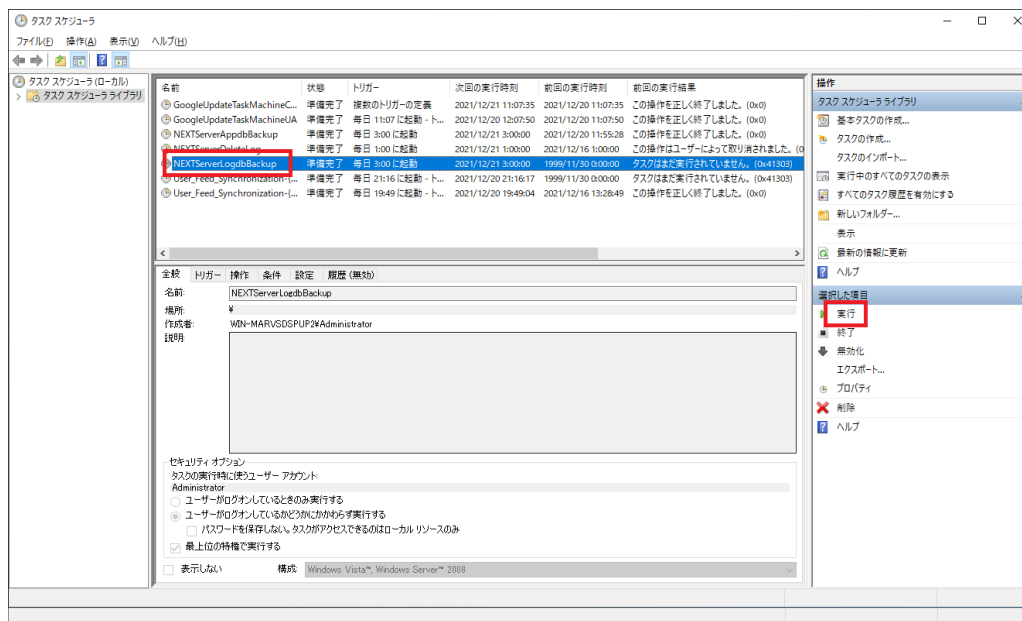 タスク スケジューラ
ファイル(F) 操作(A) 表示(V) ヘルプ(H)
タスク スケジューラ (ローカル)
タスク スケジューラ ライブラリ
名前 状態 トリガー 次回の実行時刻 前回の実行時刻 前回の実行結果
GoogleUpdateTaskMachineC... 準備完了 複数のトリガーの定義 2021/12/21 11:07:35 2021/12/20 11:07:35 この操作を正しく終了しました。 (0x0)
GoogleUpdateTaskMachineUA 準備完了 毎日 11:07 に起動 - ト... 2021/12/20 12:07:50 2021/12/20 11:07:50 この操作を正しく終了しました。 (0x0)
NEXTServerAppdbBackup 準備完了 毎日 3:00 に起動 2021/12/21 3:00:00 2021/12/20 11:55:28 この操作を正しく終了しました。 (0x0)
NEXTServerDeleteLog 準備完了 毎日 1:00 に起動 2021/12/21 1:00:00 2021/12/16 1:00:00 この操作はユーザーによって取り消されました。 (0
NEXTServerLogdbBackup 準備完了 毎日 3:00 に起動 2021/12/21 3:00:00 1999/11/30 0:00:00 タスクはまだ実行されていません。 (0x41303)
User_Feed_Synchronization-{... 準備完了 毎日 21:16 に起動 - ト... 2021/12/20 21:16:17 1999/11/30 0:00:00 タスクはまだ実行されていません。 (0x41303)
User_Feed_Synchronization-{... 準備完了 毎日 19:49 に起動 - ト... 2021/12/20 19:49:04 2021/12/16 13:28:49 この操作を正しく終了しました。 (0x0)
全般 トリガー 操作 条件 設定 履歴 (無効)
名前: NEXTServerLogdbBackup
場所: ¥
作成者: WIN-MARVSDSPUP2¥Administrator
説明:
セキュリティ オプション
タスクの実行時に使うユーザー アカウント:
Administrator
ユーザーがログオンしているときのみ実行する
ユーザーがログオンしているかどうかにかかわらず実行する
パスワードを保存しない。タスクがアクセスできるのはローカル リソースのみ
最上位の特権で実行する
表示しない 構成: Windows Vista™, Windows Server™ 2008
操作
タスク スケジューラ ライブラリ
基本タスクの作成...
タスクの作成...
タスクのインポート...
実行中のすべてのタスクの表示
すべてのタスク履歴を有効にする
新しいフォルダー...
表示
最新の情報に更新
ヘルプ
選択した項目
実行
終了
無効化
エクスポート...
プロパティ
削除
ヘルプ